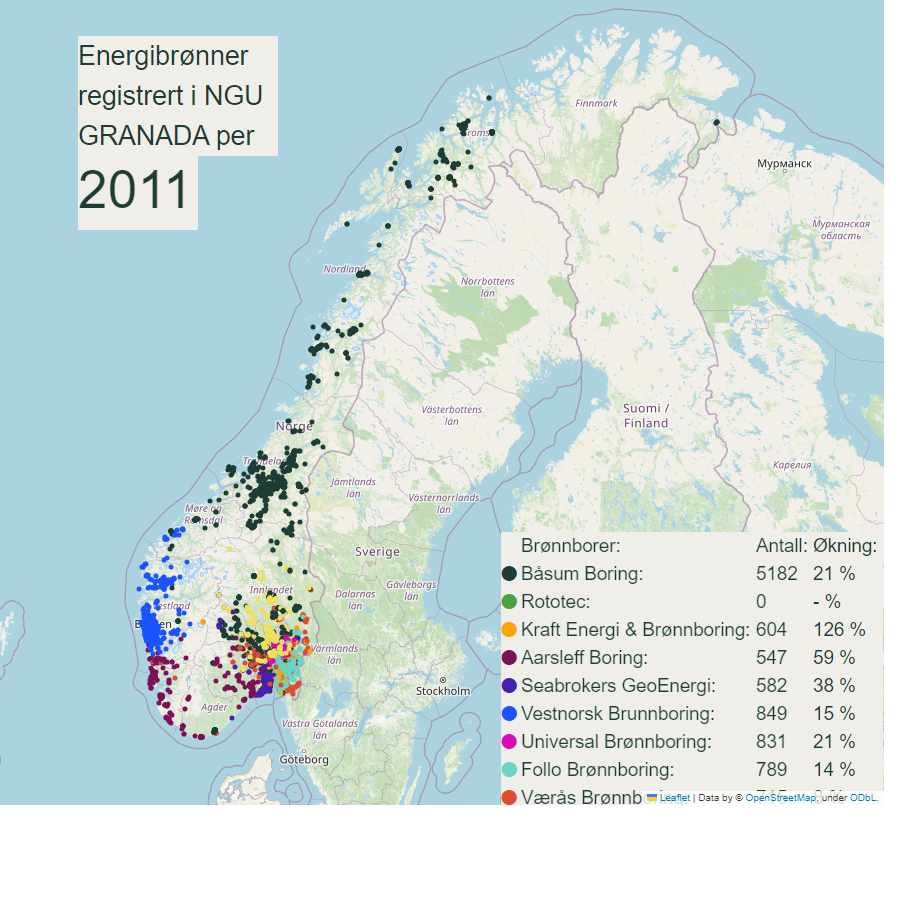 Energibrønner
registrert i NGU
GRANADA per
2011
Finnmark
Troms
Мурманск
Мурманская
область
Nordland
Norrbottens
län
Västerbottens
län
Suomi /
Finland
Norge
Trøndelag
Jämtlands
län
Västernorrlands
län
Карелия
Møre og
Romsdal
Sverige
Gävleborgs
län
Innlandet
Dalarnas
län
Vestland
Bergen
Värmlands
län
Stockholm
Agder
Västra Götalands
län
Göteborg
Brønnborer: Antall: Økning:
Båsum Boring: 5182 21 %
Rototec: 0 - %
Kraft Energi & Brønnboring: 604 126 %
Aarsleff Boring: 547 59 %
Seabrokers GeoEnergi: 582 38 %
Vestnorsk Brunnboring: 849 15 %
Universal Brønnboring: 831 21 %
Follo Brønnboring: 789 14 %
Værås Brønnb
Leaflet | Data by © OpenStreetMap, under ODbL.